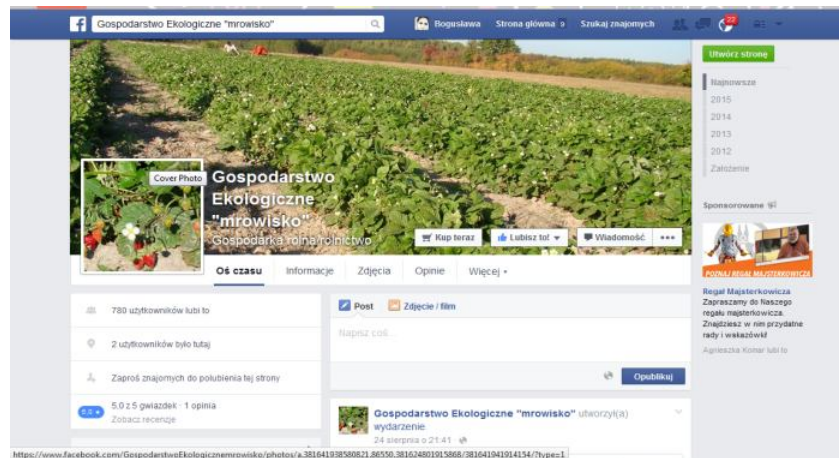 Gospodarstwo Ekologiczne "mrowisko"
Bogusława
Strona główna 9
Szukaj znajomych
22
Utwórz stronę
Najnowsze
2015
2014
2013
2012
Założenie
Cover Photo
Gospodarstwo
Ekologiczne
"mrowisko"
Gospodarka rolna/rolnictwo
Kup teraz
Lubisz to!
Wiadomość
Oś czasu
Informacje
Zdjęcia
Opinie
Więcej
Sponsorowane
POZNAJ REGAŁ MAJSTERKOWICZA
Regał Majsterkowicza
Zapraszamy do Naszego
regału majsterkowicza.
Znajdziesz w nim przydatne
rady i wskazówki!
Agnieszka Konar lubi to
780 użytkowników lubi to
2 użytkowników było tutaj
Zaproś znajomych do polubienia tej strony
5,0
5,0 z 5 gwiazdek · 1 opinia
Zobacz recenzje
Post
Zdjęcie / film
Napisz coś...
Opublikuj
Gospodarstwo Ekologiczne "mrowisko" utworzył(a)
wydarzenie.
24 sierpnia o 21:41
https://www.facebook.com/GospodarstwoEkologicznemrowisko/photos/a.381641938580821.86550.381624801915868/381641941914154/?type=1